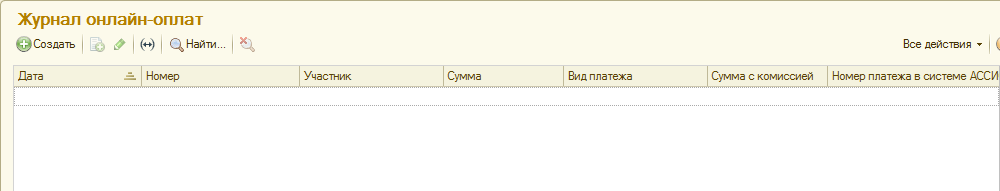 Журнал онлайн-оплат
Создать Найти... Все действия
Дата Номер Участник Сумма Вид платежа Сумма с комиссией Номер платежа в системе АССИ